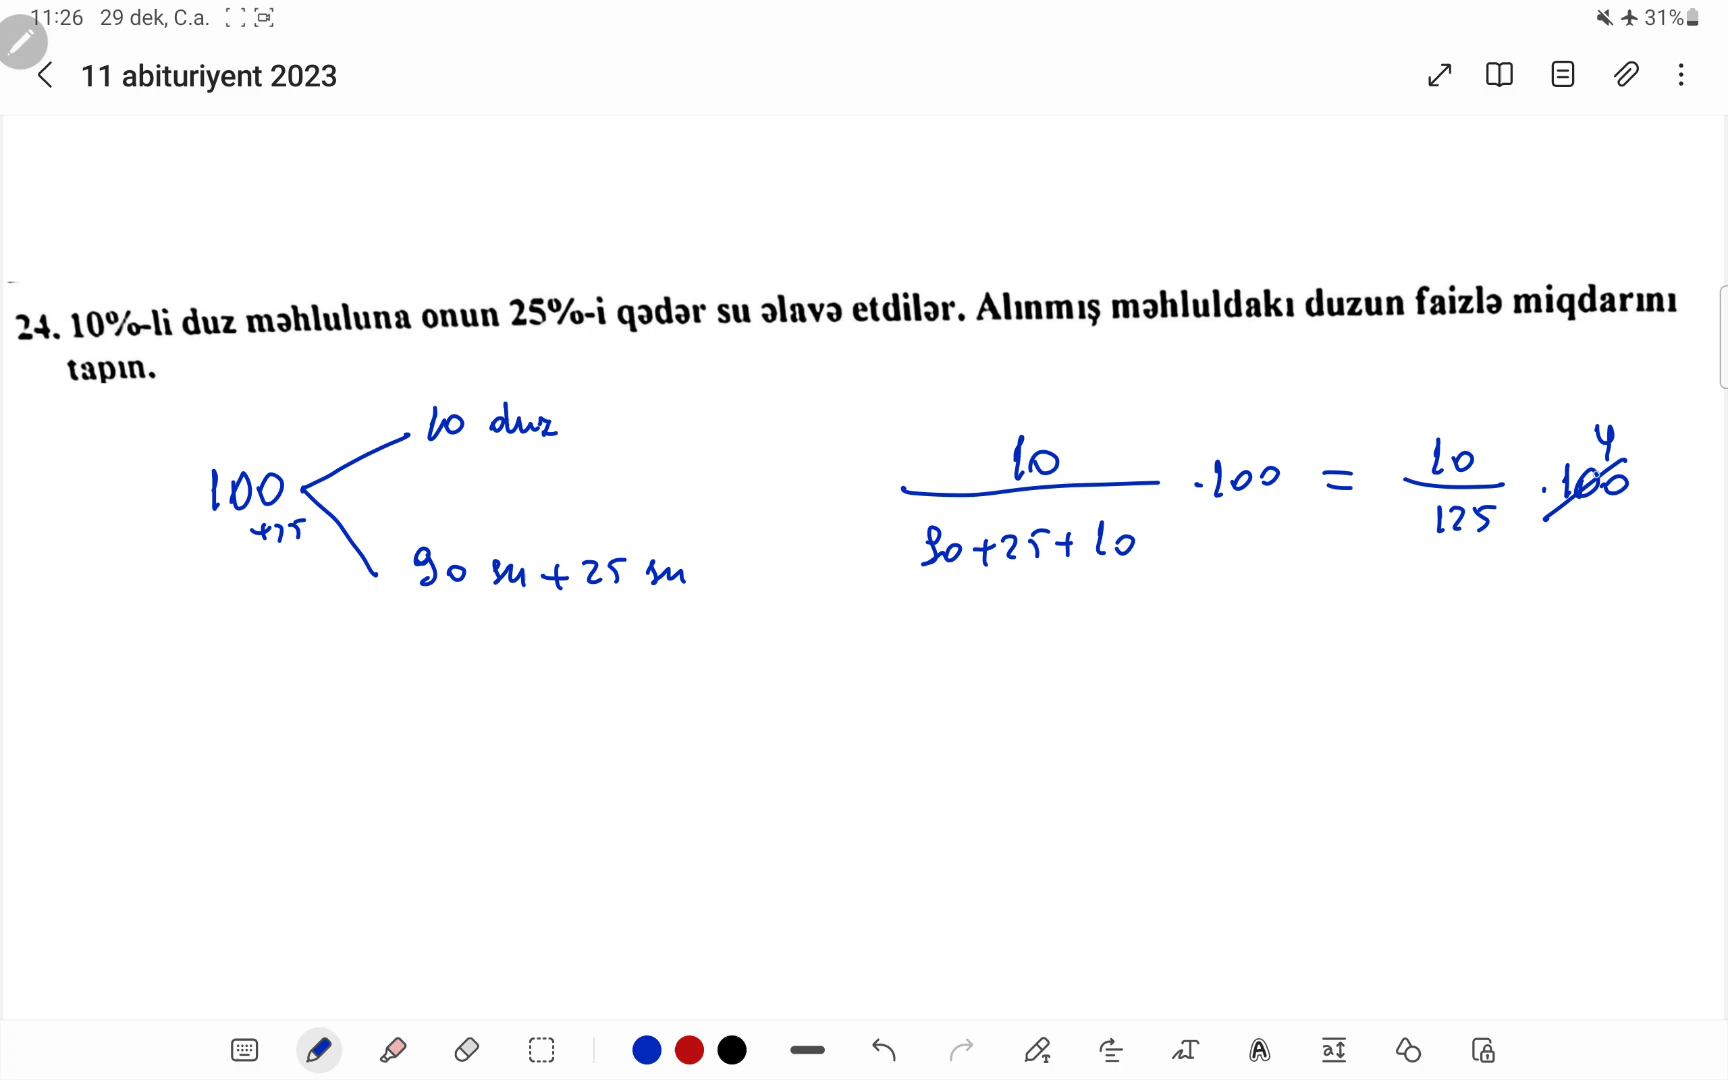 11:26 29 dek, C.a. 31%
11 abituriyent 2023
24. 10%-li duz məhluluna onun 25%-i qədər su əlavə etdilər. Alınmış məhluldakı duzun faizlə miqdarını
tapın.
10 duz
100
+25
90 su + 25 su
10
90+25+10
·100 =
10
125
·100
4